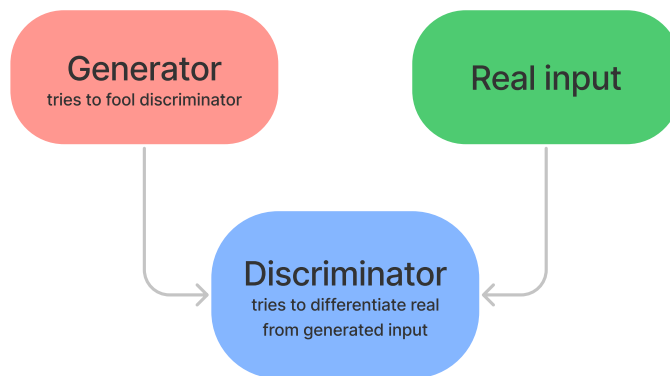 Generator
tries to fool discriminator
Real input
Discriminator
tries to differentiate real
from generated input